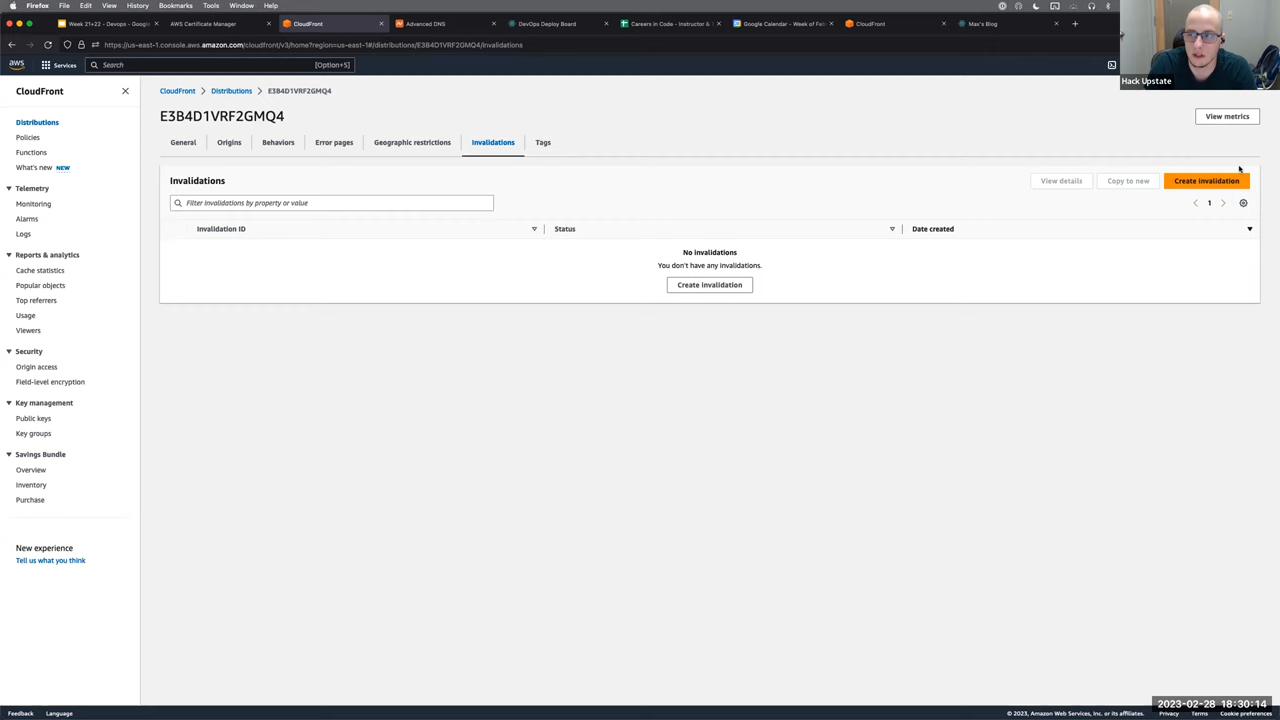 Firefox File Edit View History Bookmarks Tools Window Help
Week 21+22 - Devops - Google
AWS Certificate Manager
CloudFront
Advanced DNS
DevOps Deploy Board
Careers in Code - Instructor & T
Google Calendar - Week of Feb
CloudFront
Max's Blog
https://us-east-1.console.aws.amazon.com/cloudfront/v3/home?region=us-east-1#/distributions/E3B4D1VRF2GMQ4/invalidations
aws Services Search [Option+S]
Hack Upstate
CloudFront
Distributions
Policies
Functions
What's new NEW
Telemetry
Monitoring
Alarms
Logs
Reports & analytics
Cache statistics
Popular objects
Top referrers
Usage
Viewers
Security
Origin access
Field-level encryption
Key management
Public keys
Key groups
Savings Bundle
Overview
Inventory
Purchase
New experience
Tell us what you think
CloudFront > Distributions > E3B4D1VRF2GMQ4
E3B4D1VRF2GMQ4
View metrics
General Origins Behaviors Error pages Geographic restrictions Invalidations Tags
Invalidations
View details Copy to new Create invalidation
Filter invalidations by property or value
1
Invalidation ID Status Date created
No invalidations
You don't have any invalidations.
Create invalidation
2023-02-28 18:30:14
Feedback Language
© 2023, Amazon Web Services, Inc. or its affiliates. Privacy Terms Cookie preferences